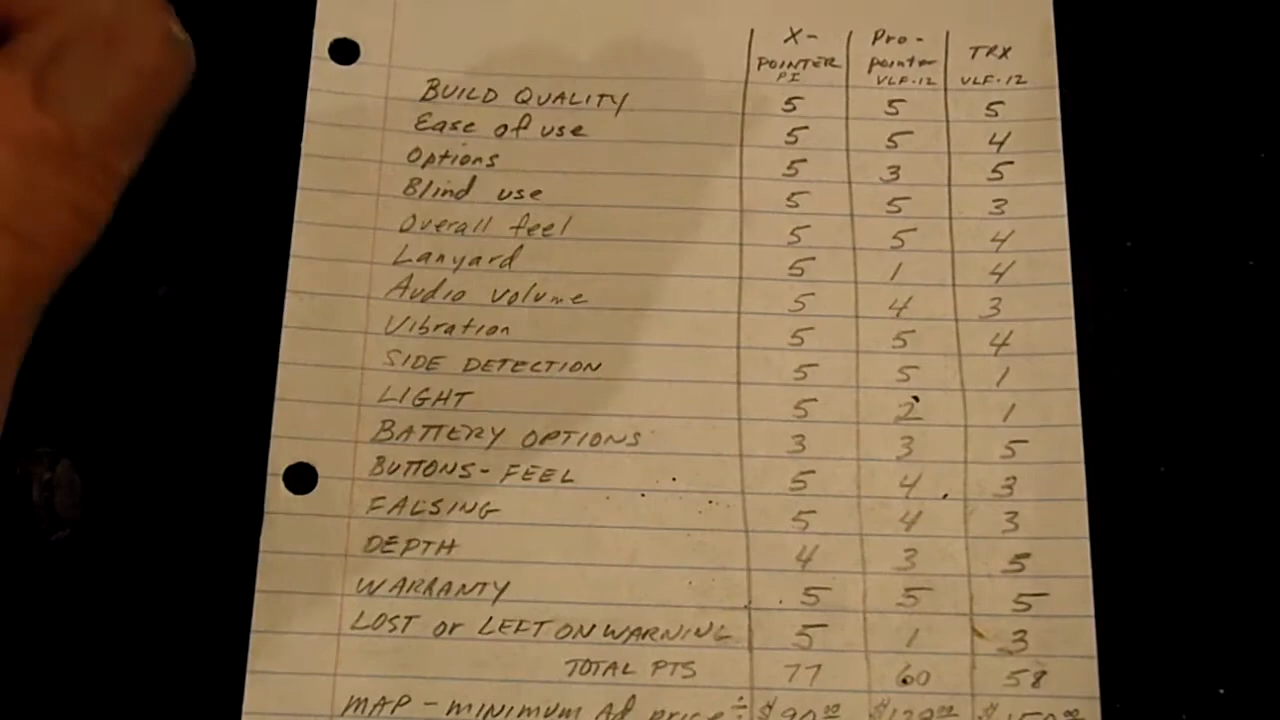 X- Pro- TRX
POINTER pointer VLF.12
PI VLF.12
BUILD QUALITY 5 5 5
Ease of use 5 5 4
Options 5 3 5
Blind use 5 5 3
Overall feel 5 5 4
Lanyard 5 1 4
Audio volume 5 4 3
Vibration 5 5 4
SIDE DETECTION 5 5 1
LIGHT 5 2 1
BATTERY OPTIONS 3 3 5
BUTTONS-FEEL 5 4 3
FALSING 5 4 3
DEPTH 4 3 5
WARRANTY 5 5 5
LOST or LEFT ON WARNING 5 1 3
TOTAL PTS 77 60 58
MAP - minimum Ad price ÷ $90.00